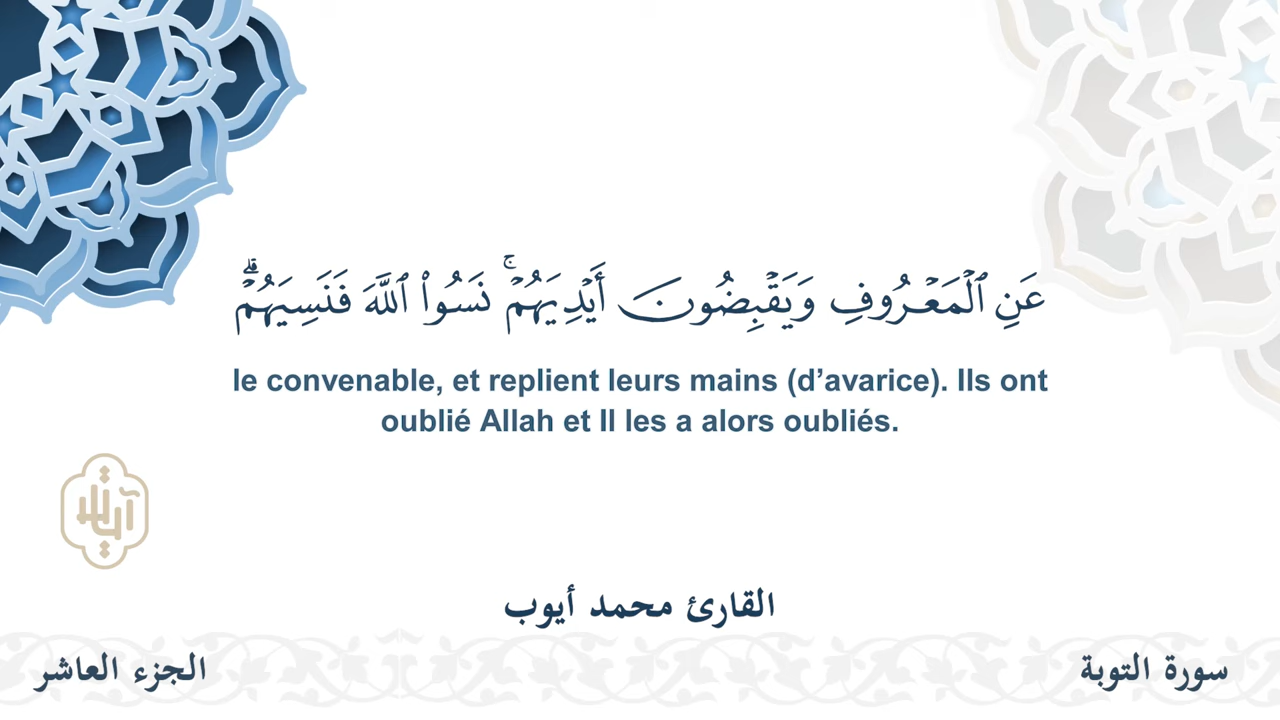 عَنِ ٱلْمَعْرُوفِ وَيَقْبِضُونَ أَيْدِيَهُمْ ۚ نَسُوا۟ ٱللَّهَ فَنَسِيَهُمْ ۗ
le convenable, et replient leurs mains (d’avarice). Ils ont
oublié Allah et Il les a alors oubliés.
القارئ محمد أيوب
سورة التوبة
الجزء العاشر